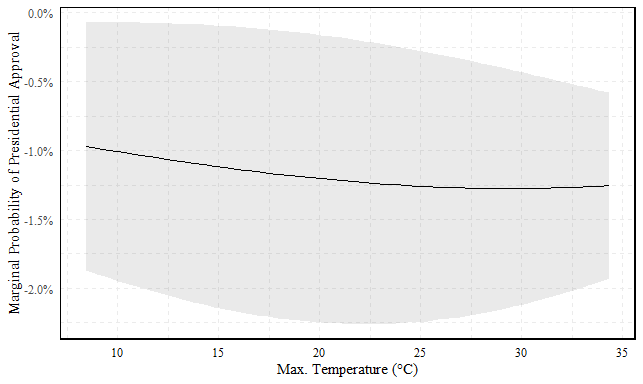 Marginal Probability of Presidential Approval
0.0%
-0.5%
-1.0%
-1.5%
-2.0%
10 15 20 25 30 35
Max. Temperature (°C)